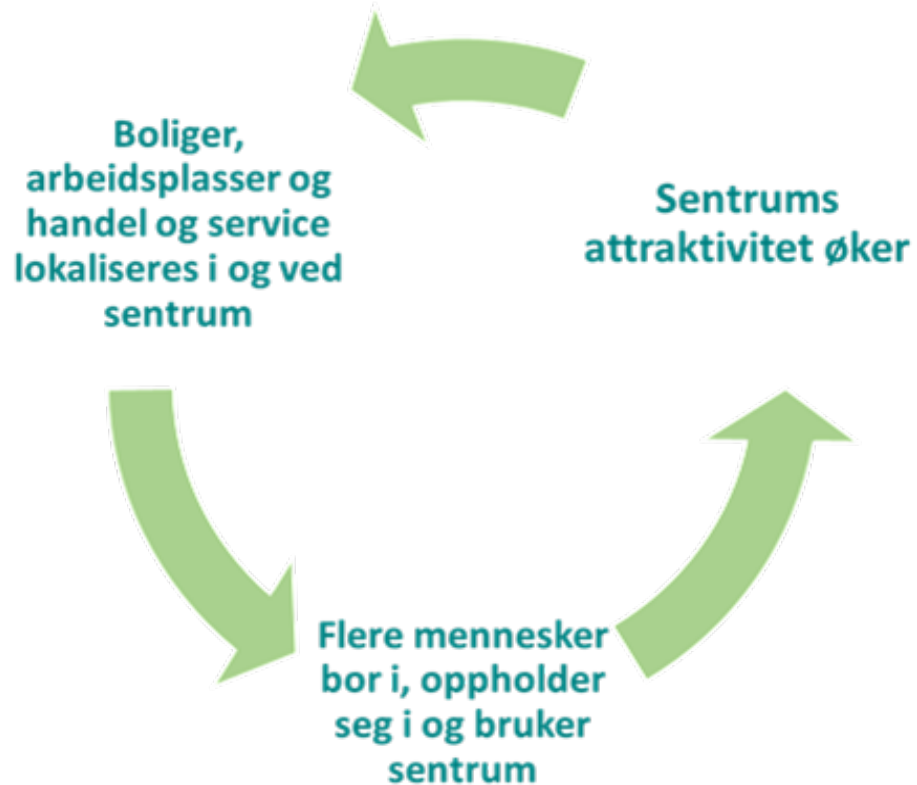 Boliger,
arbeidsplasser og
handel og service
lokaliseres i og ved
sentrum
Sentrums
attraktivitet øker
Flere mennesker
bor i, oppholder
seg i og bruker
sentrum